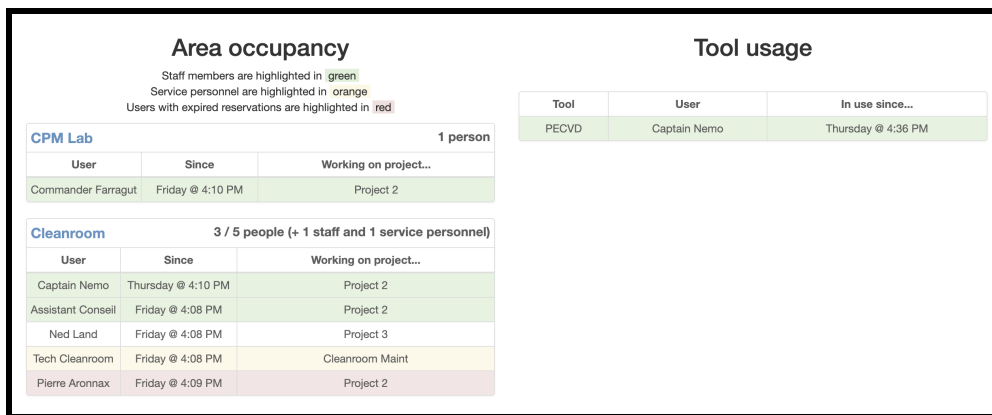 Area occupancy
Staff members are highlighted in green
Service personnel are highlighted in orange
Users with expired reservations are highlighted in red
CPM Lab 1 person
User Since Working on project...
Commander Farragut Friday @ 4:10 PM Project 2
Cleanroom 3 / 5 people (+ 1 staff and 1 service personnel)
User Since Working on project...
Captain Nemo Thursday @ 4:10 PM Project 2
Assistant Conseil Friday @ 4:08 PM Project 2
Ned Land Friday @ 4:08 PM Project 3
Tech Cleanroom Friday @ 4:08 PM Cleanroom Maint
Pierre Aronnax Friday @ 4:09 PM Project 2
Tool usage
Tool User In use since...
PECVD Captain Nemo Thursday @ 4:36 PM